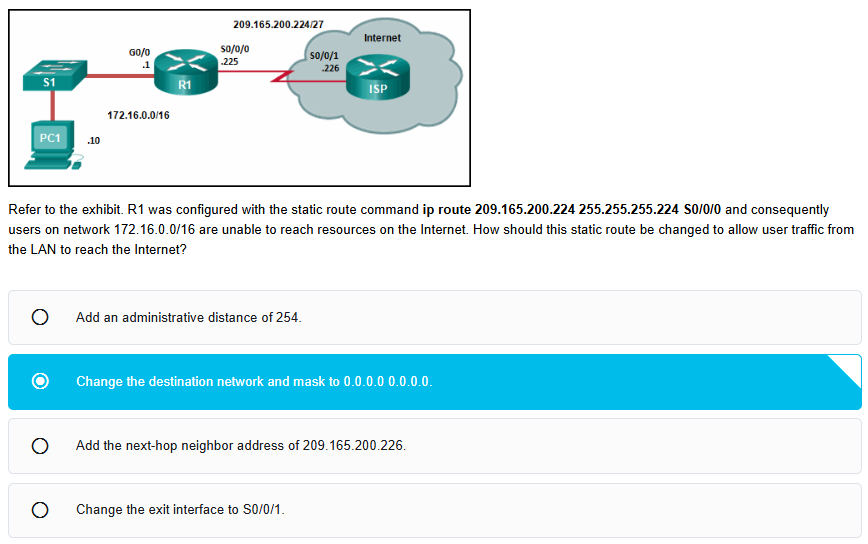 209.165.200.224/27
Internet
G0/0
.1
S0/0/0
.225
S0/0/1
.226
S1
R1
ISP
172.16.0.0/16
PC1
.10
Refer to the exhibit. R1 was configured with the static route command ip route 209.165.200.224 255.255.255.224 S0/0/0 and consequently
users on network 172.16.0.0/16 are unable to reach resources on the Internet. How should this static route be changed to allow user traffic from
the LAN to reach the Internet?
Add an administrative distance of 254.
Change the destination network and mask to 0.0.0.0 0.0.0.0.
Add the next-hop neighbor address of 209.165.200.226.
Change the exit interface to S0/0/1.